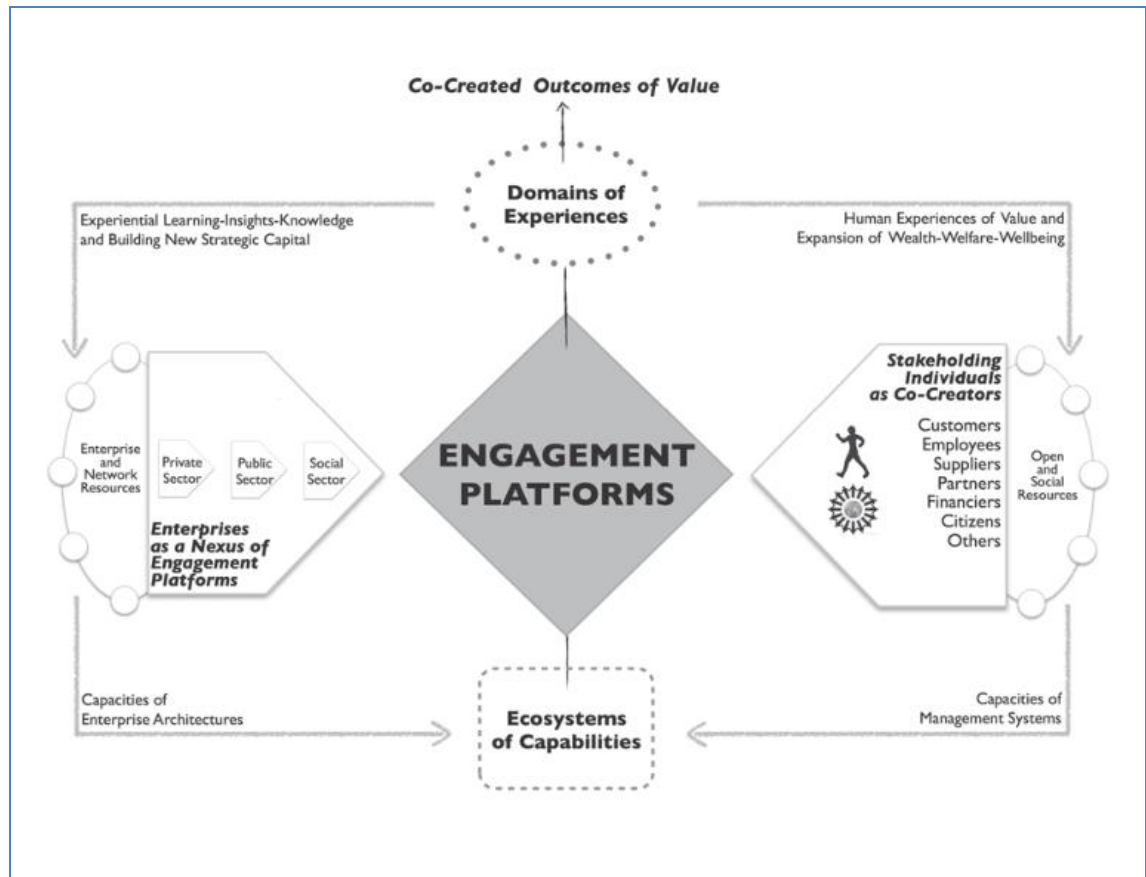 Co-Created Outcomes of Value
Domains of
Experiences
Experiential Learning-Insights-Knowledge
and Building New Strategic Capital
Human Experiences of Value and
Expansion of Wealth-Welfare-Wellbeing
Enterprise
and
Network
Resources
Private
Sector
Public
Sector
Social
Sector
Enterprises
as a Nexus of
Engagement
Platforms
ENGAGEMENT
PLATFORMS
Stakeholding
Individuals
as Co-Creators
Customers
Employees
Suppliers
Partners
Financiers
Citizens
Others
Open
and
Social
Resources
Capacities of
Enterprise Architectures
Ecosystems
of Capabilities
Capacities of
Management Systems